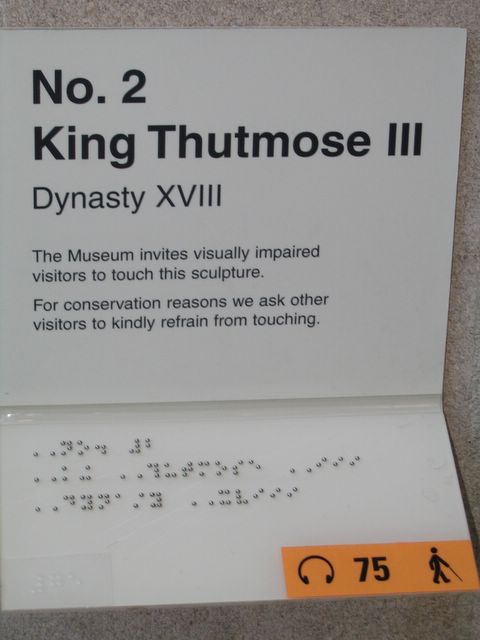 No. 2
King Thutmose III
Dynasty XVIII
The Museum invites visually impaired
visitors to touch this sculpture.
For conservation reasons we ask other
visitors to kindly refrain from touching.
75